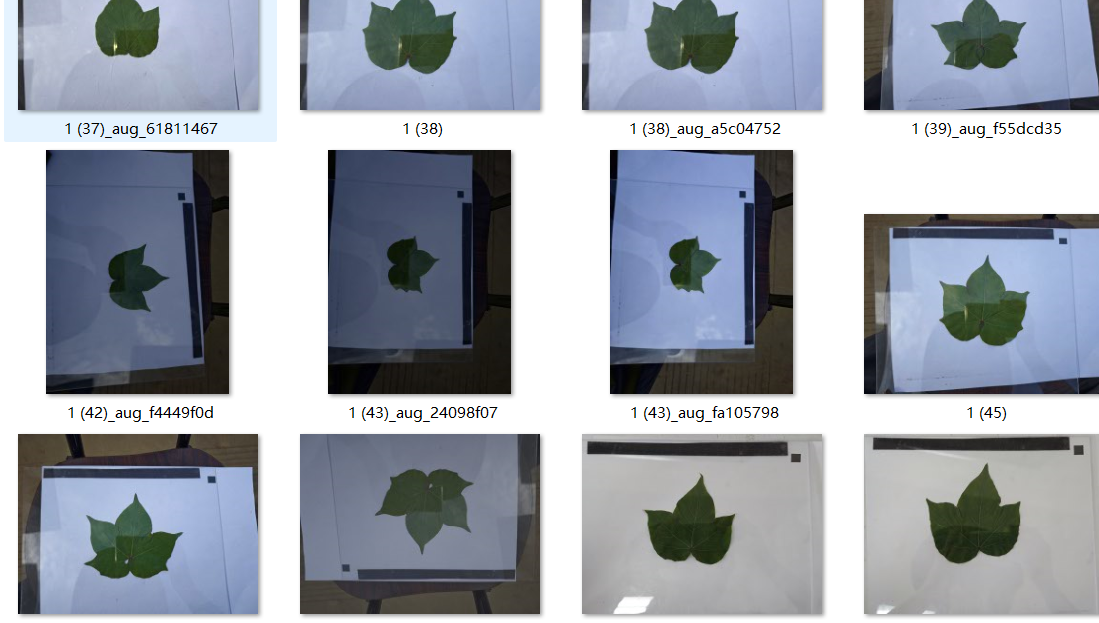 1 (37)_aug_61811467
1 (38)
1 (38)_aug_a5c04752
1 (39)_aug_f55dcd35
1 (42)_aug_f4449f0d
1 (43)_aug_24098f07
1 (43)_aug_fa105798
1 (45)